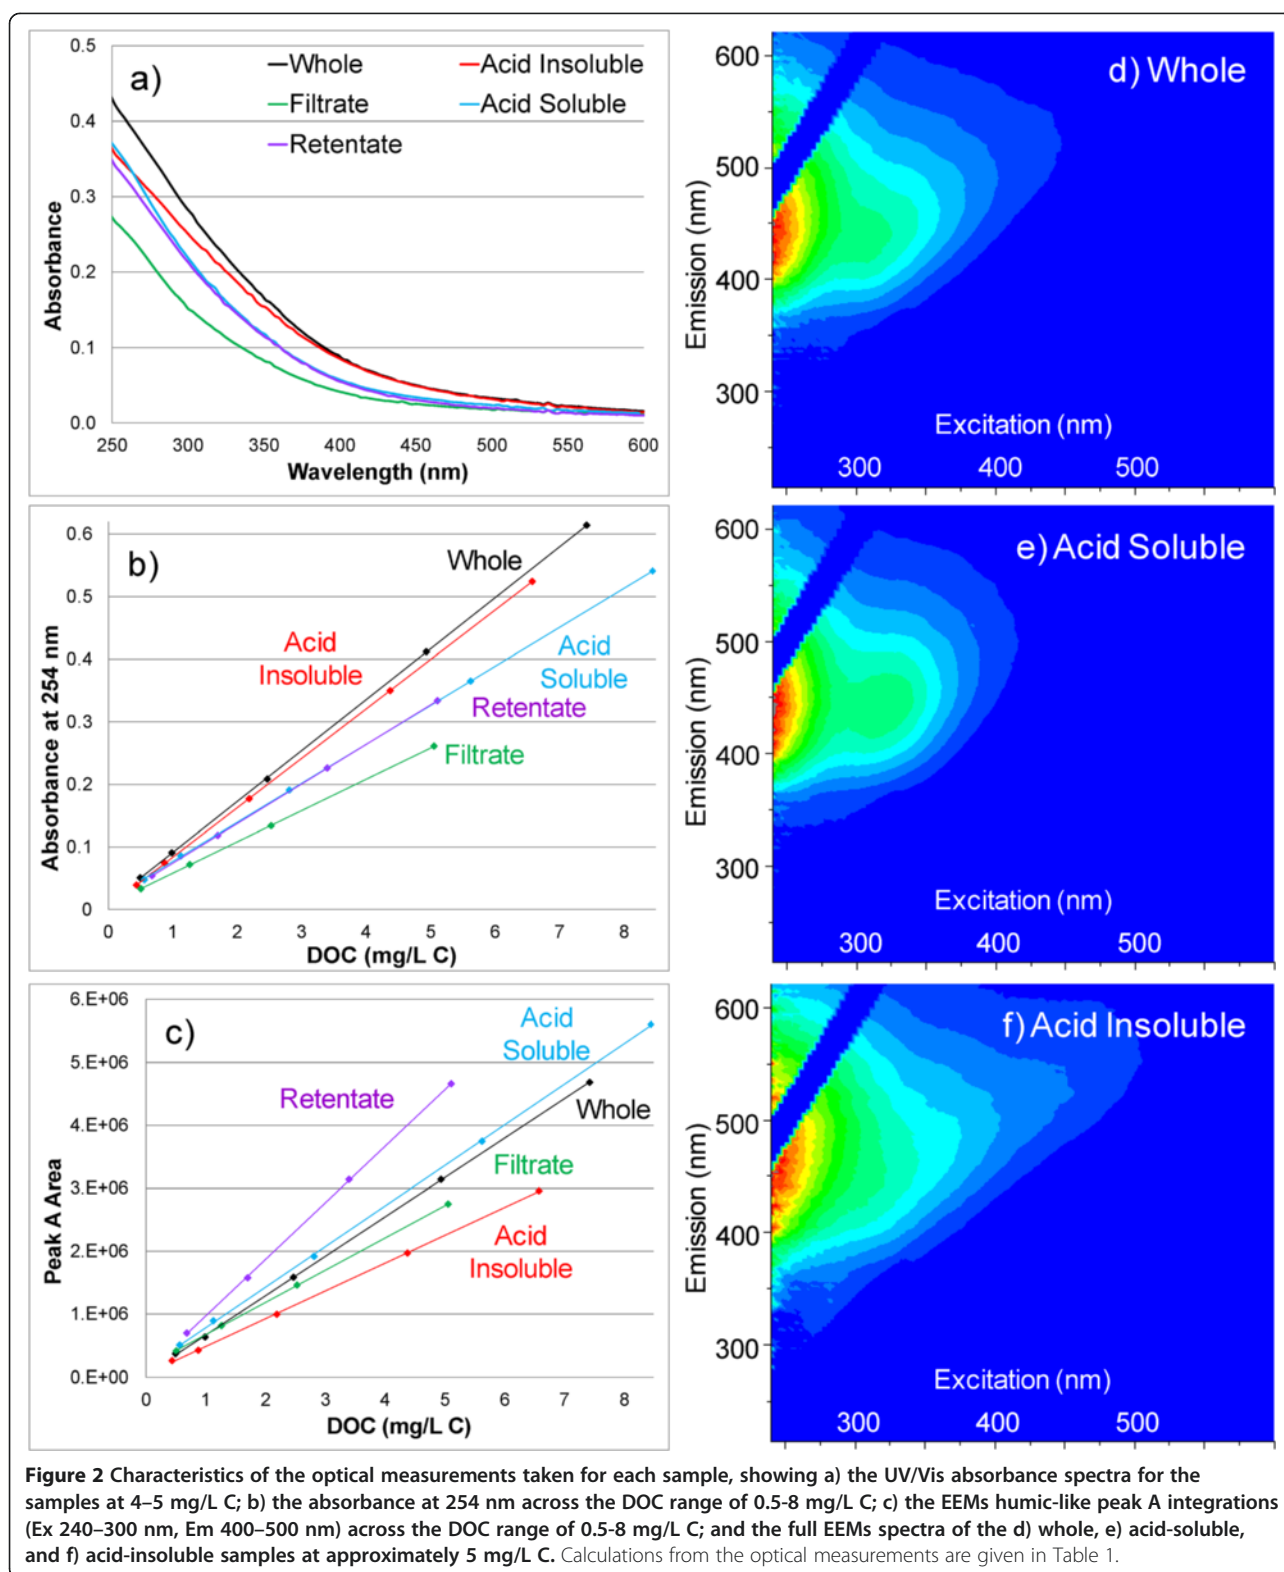 a)
Whole
Acid Insoluble
Filtrate
Acid Soluble
Retentate
0.5
0.4
0.3
0.2
0.1
0.0
Absorbance
250 300 350 400 450 500 550 600
Wavelength (nm)
b)
Whole
Acid
Insoluble
Acid
Soluble
Retentate
Filtrate
0.6
0.5
0.4
0.3
0.2
0.1
0
Absorbance at 254 nm
0 1 2 3 4 5 6 7 8
DOC (mg/L C)
c)
Acid
Soluble
Retentate
Whole
Filtrate
Acid
Insoluble
6.E+06
5.E+06
4.E+06
3.E+06
2.E+06
1.E+06
0.E+00
Peak A Area
0 1 2 3 4 5 6 7 8
DOC (mg/L C)
d) Whole
600
500
400
300
Emission (nm)
Excitation (nm)
300 400 500
e) Acid Soluble
600
500
400
300
Emission (nm)
Excitation (nm)
300 400 500
f) Acid Insoluble
600
500
400
300
Emission (nm)
Excitation (nm)
300 400 500
Figure 2 Characteristics of the optical measurements taken for each sample, showing a) the UV/Vis absorbance spectra for the
samples at 4–5 mg/L C; b) the absorbance at 254 nm across the DOC range of 0.5-8 mg/L C; c) the EEMs humic-like peak A integrations
(Ex 240–300 nm, Em 400–500 nm) across the DOC range of 0.5-8 mg/L C; and the full EEMs spectra of the d) whole, e) acid-soluble,
and f) acid-insoluble samples at approximately 5 mg/L C. Calculations from the optical measurements are given in Table 1.